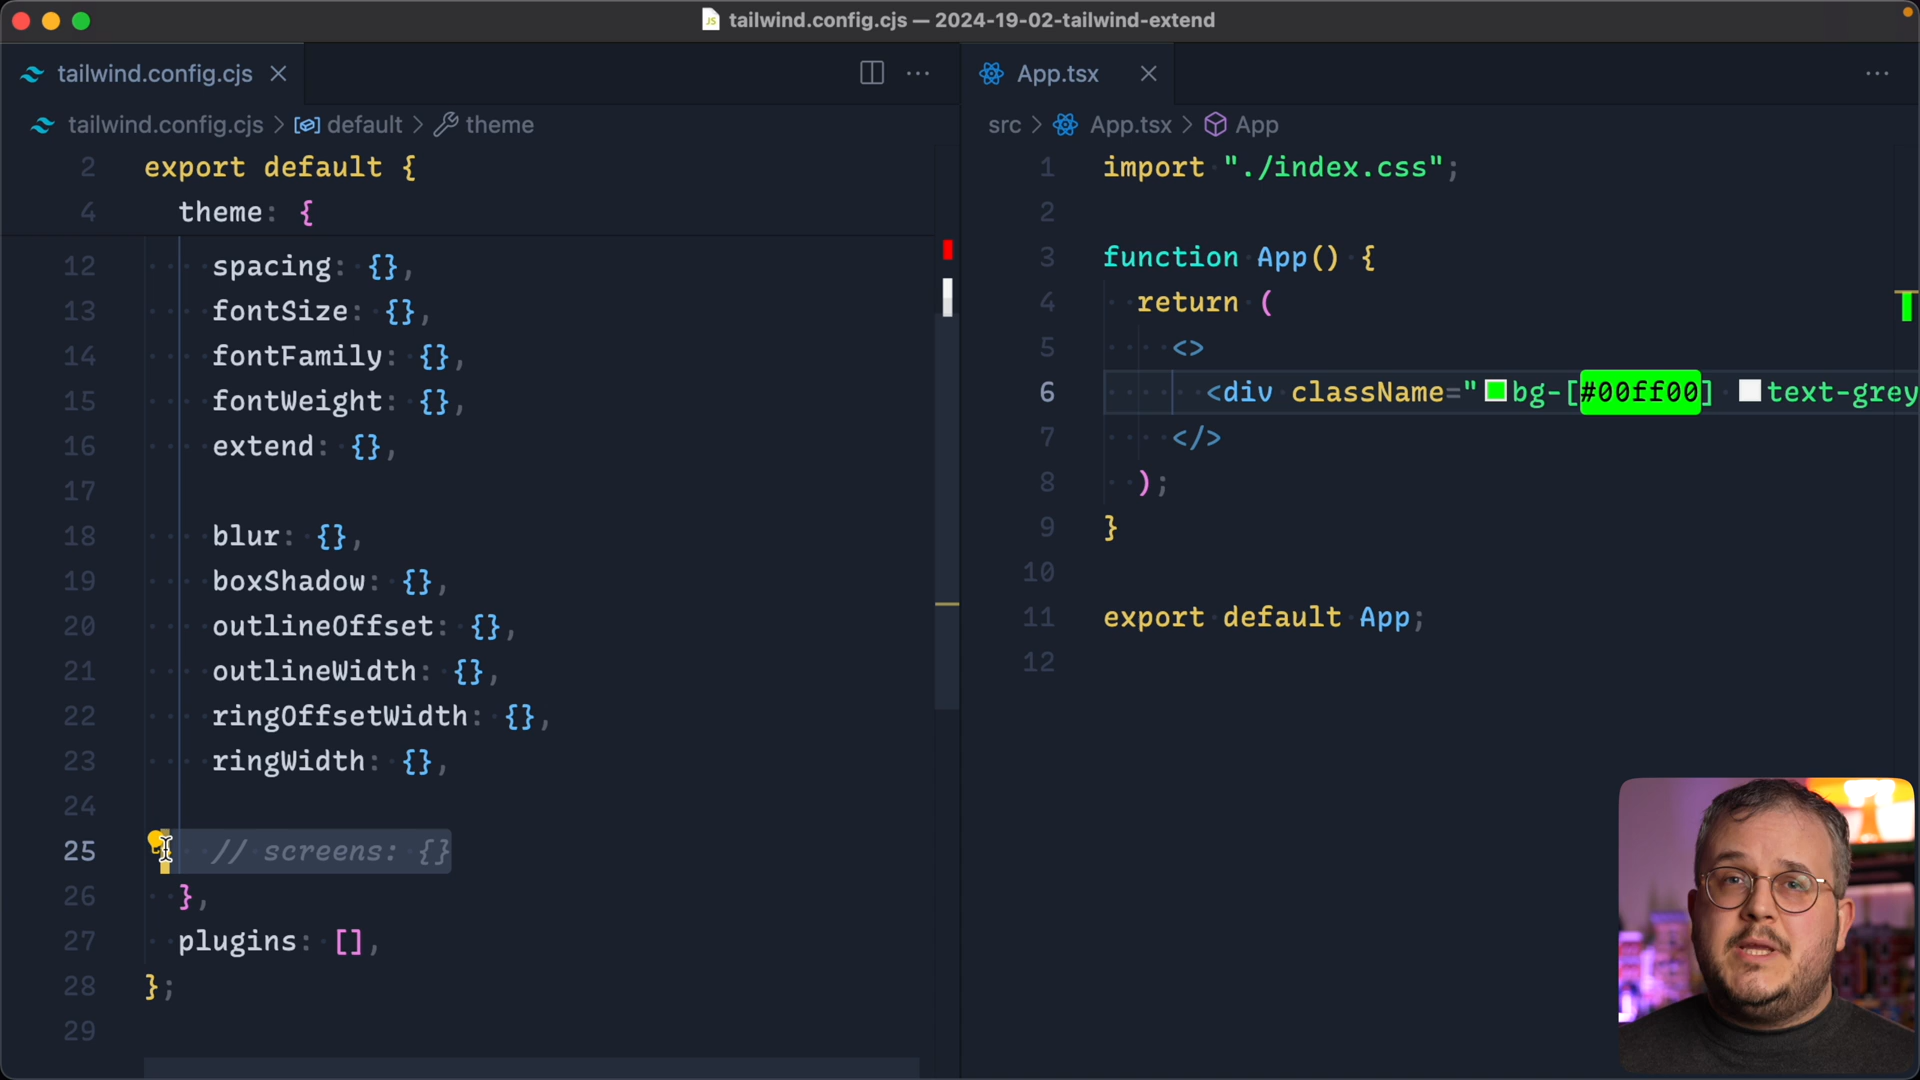 tailwind.config.cjs — 2024-19-02-tailwind-extend
tailwind.config.cjs
tailwind.config.cjs > default > theme
2 export default {
4 theme: {
12 spacing: {},
13 fontSize: {},
14 fontFamily: {},
15 fontWeight: {},
16 extend: {},
17
18 blur: {},
19 boxShadow: {},
20 outlineOffset: {},
21 outlineWidth: {},
22 ringOffsetWidth: {},
23 ringWidth: {},
24
25 // screens: {}
26 },
27 plugins: [],
28 };
29
App.tsx
src > App.tsx > App
1 import "./index.css";
2
3 function App() {
4 return (
5 <>
6 <div className="bg-[#00ff00] text-grey
7 </>
8 );
9 }
10
11 export default App;
12